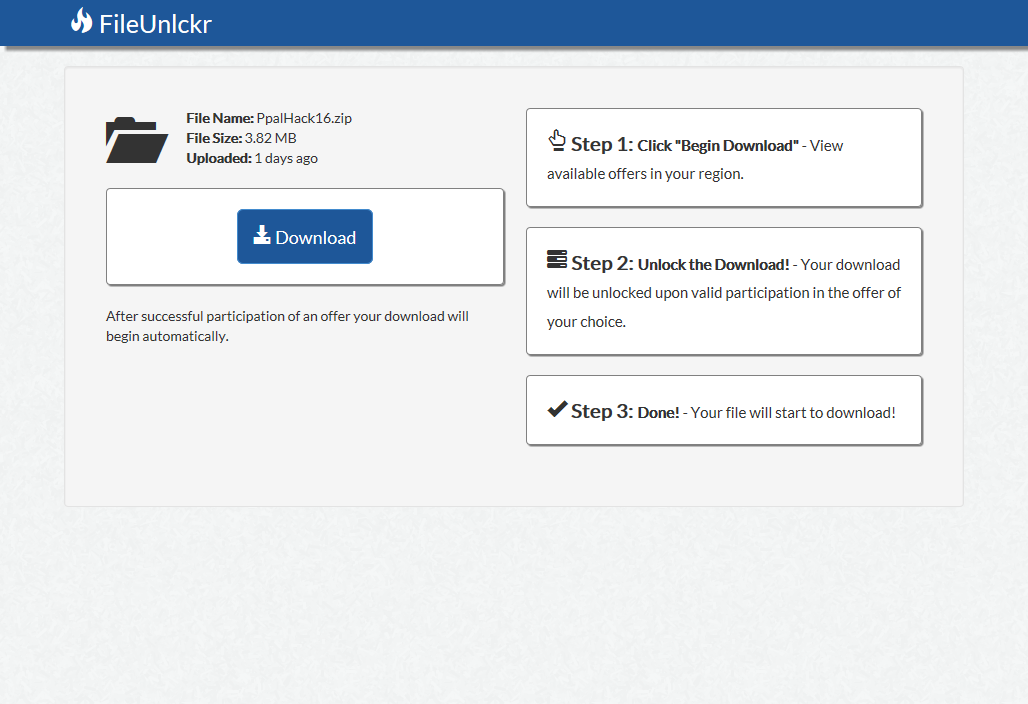 FileUnlckr
File Name: PpalHack16.zip
File Size: 3.82 MB
Uploaded: 1 days ago
Download
After successful participation of an offer your download will
begin automatically.
Step 1: Click "Begin Download" - View
available offers in your region.
Step 2: Unlock the Download! - Your download
will be unlocked upon valid participation in the offer of
your choice.
Step 3: Done! - Your file will start to download!